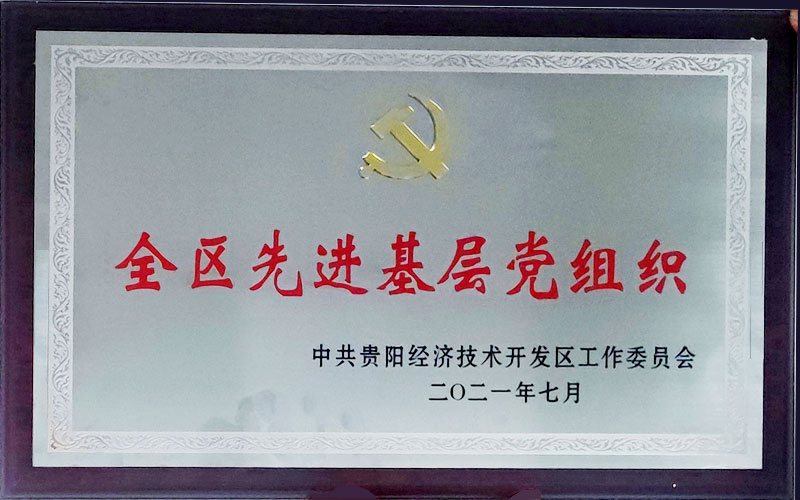 全区先进基层党组织
中共贵阳经济技术开发区工作委员会
二〇二一年七月